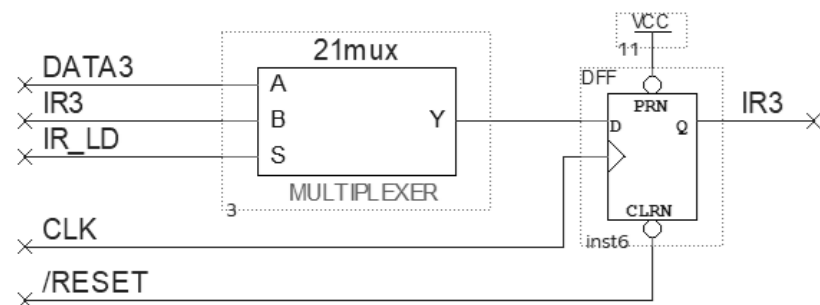 VCC
11
21mux
DATA3
A
IR3
B
Y
IR_LD
S
MULTIPLEXER
3
DFF
PRN
D
Q
IR3
CLRN
inst6
CLK
/RESET